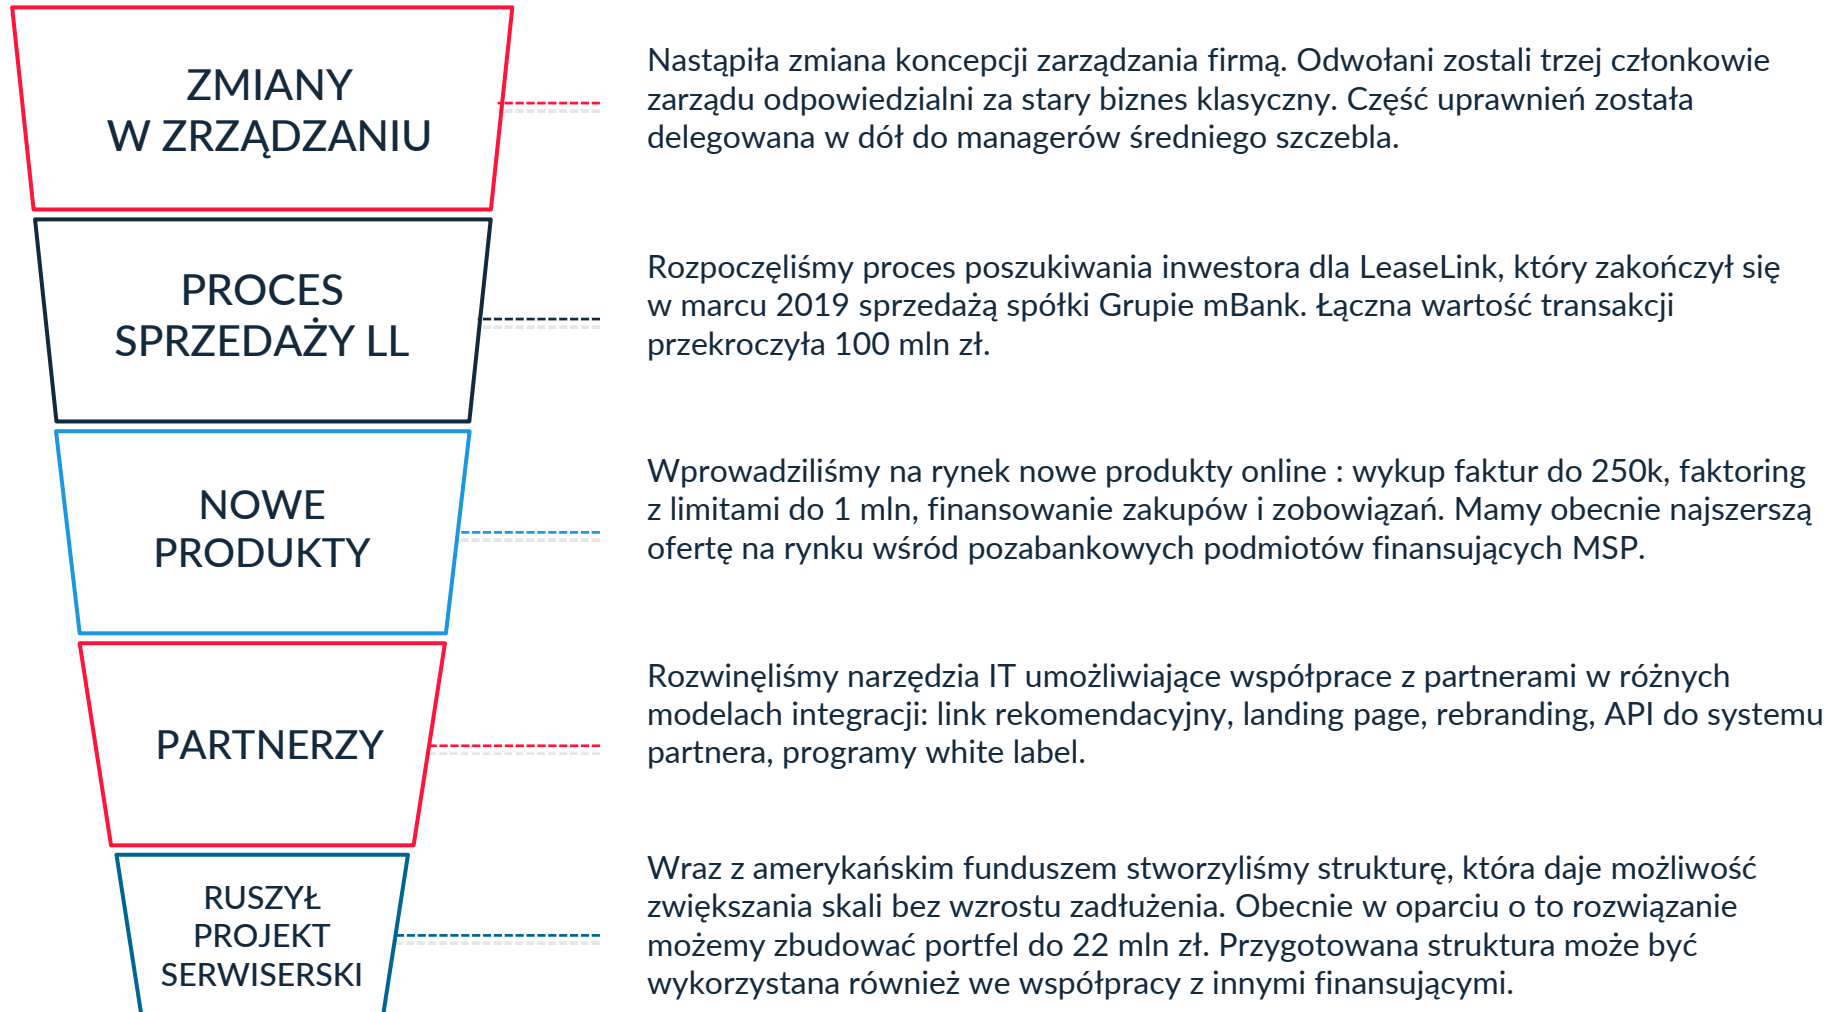 ZMIANY
W ZRZĄDZANIU
Nastąpiła zmiana koncepcji zarządzania firmą. Odwołani zostali trzej członkowie
zarządu odpowiedzialni za stary biznes klasyczny. Część uprawnień została
delegowana w dół do managerów średniego szczebla.
PROCES
SPRZEDAŻY LL
Rozpoczęliśmy proces poszukiwania inwestora dla LeaseLink, który zakończył się
w marcu 2019 sprzedażą spółki Grupie mBank. Łączna wartość transakcji
przekroczyła 100 mln zł.
NOWE
PRODUKTY
Wprowadziliśmy na rynek nowe produkty online : wykup faktur do 250k, faktoring
z limitami do 1 mln, finansowanie zakupów i zobowiązań. Mamy obecnie najszerszą
ofertę na rynku wśród pozabankowych podmiotów finansujących MSP.
PARTNERZY
Rozwinęliśmy narzędzia IT umożliwiające współprace z partnerami w różnych
modelach integracji: link rekomendacyjny, landing page, rebranding, API do systemu
partnera, programy white label.
RUSZYŁ
PROJEKT
SERWISERSKI
Wraz z amerykańskim funduszem stworzyliśmy strukturę, która daje możliwość
zwiększania skali bez wzrostu zadłużenia. Obecnie w oparciu o to rozwiązanie
możemy zbudować portfel do 22 mln zł. Przygotowana struktura może być
wykorzystana również we współpracy z innymi finansującymi.